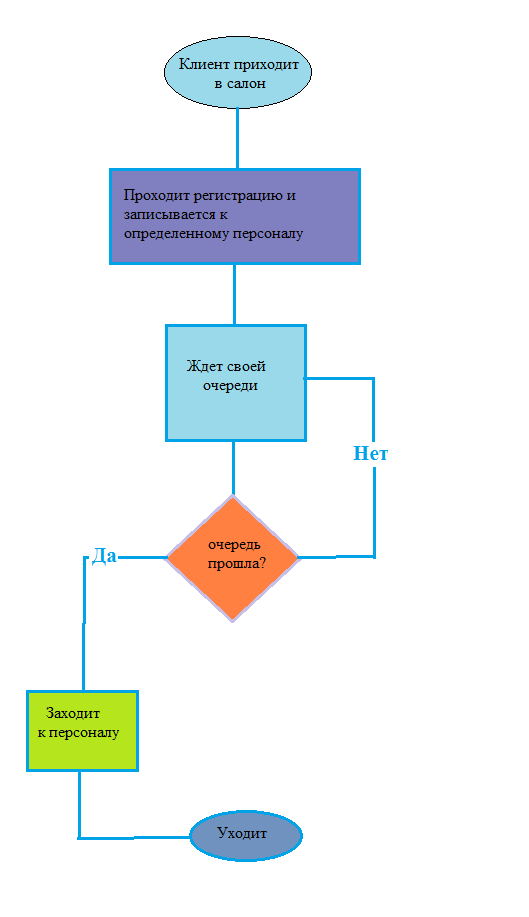 Клиент приходит
в салон
Проходит регистрацию и
записывается к
определенному персоналу
Ждет своей
очереди
Нет
очередь
прошла?
Да
Заходит
к персоналу
Уходит